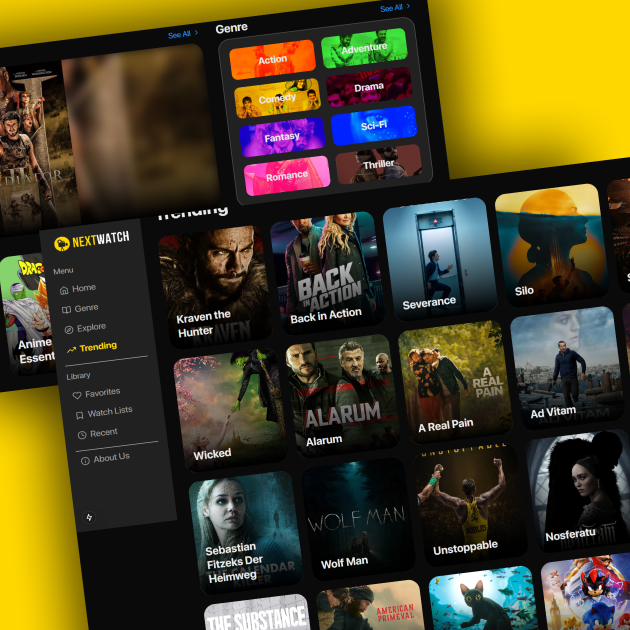 See All >
Genre
See All >
Action
Adventure
Comedy
Drama
Fantasy
Sci-Fi
Romance
Thriller
NEXTWATCH
Menu
Home
Genre
Explore
Trending
Library
Favorites
Watch Lists
Recent
About Us
Anime
Trending
Kraven the
Hunter
KRAVEN
BACK
IN ACTION
Back in Action
Severance
Silo
Wicked
ALARUM
Alarum
A
REAL
PAIN
A Real Pain
Ad Vitam
Sebastian
Fitzeks Der
Heimweg
WOLF MAN
Wolf Man
UNSTOPPABLE
Unstoppable
Nosferatu
THE SUBSTANCE
AMERICAN
PRIMEVAL